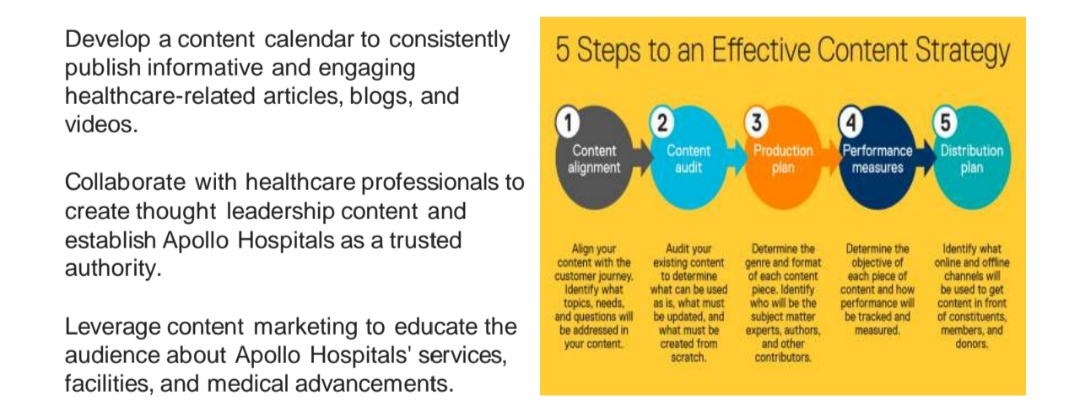 Develop a content calendar to consistently
publish informative and engaging
healthcare-related articles, blogs, and
videos.
Collaborate with healthcare professionals to
create thought leadership content and
establish Apollo Hospitals as a trusted
authority.
Leverage content marketing to educate the
audience about Apollo Hospitals' services,
facilities, and medical advancements.
5 Steps to an Effective Content Strategy
1
Content
alignment
2
Content
audit
3
Production
plan
4
Performance
measures
5
Distribution
plan
Align your
content with the
customer journey.
Identify what
topics, needs,
and questions will
be addressed in
your content.
Audit your
existing content
to determine
what can be used
as is, what must
be updated, and
what must be
created from
scratch.
Determine the
genre and format
of each content
piece. Identify
who will be the
subject matter
experts, authors,
and other
contributors.
Determine the
objective of
each piece of
content and how
performance will
be tracked and
measured.
Identify what
online and offline
channels will
be used to get
content in front
of constituents,
members, and
donors.